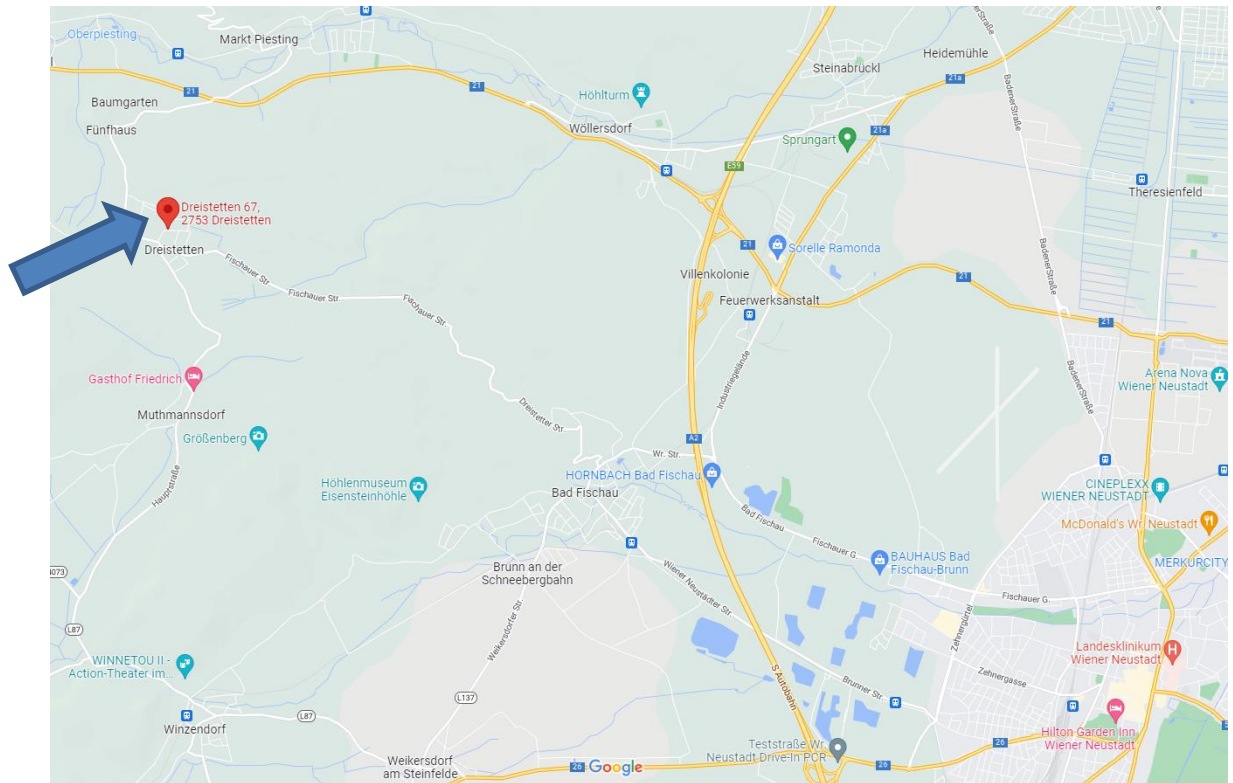 Oberpiesting
Markt Piesting
Heidemühle
Steinabrückl
21a
21
21
Höhlturm
Baumgarten
BadenerStraße
Fünfhaus
Wöllersdorf
21a
Sprungart
E59
Theresienfeld
Dreistetten 67,
2753 Dreistetten
Dreistetten
21
Sorelle Ramonda
BadenerStraße
Fischauer Str.
Villenkolonie
21
Fischauer Str.
Feuerwerksanstalt
Fischauer Str.
21
Industriegelände
Gasthof Friedrich
BadenerStraße
Arena Nova
Wiener Neustadt
Muthmannsdorf
Dreistetter Str.
Größenberg
A2
Wr. Str.
Hauptstraße
HORNBACH Bad Fischau
Höhlenmuseum
Eisensteinhöhle
CINEPLEXX
WIENER NEUSTADT
Bad Fischau
Bad Fischau
McDonald's Wr. Neustadt
Fischauer G.
BAUHAUS Bad
Fischau-Brunn
MERKURCITY
Brunn an der
Schneebergbahn
Wiener Neustädter Str.
4073
Fischauer G.
Weikersdorfer Str.
Zehnergürtel
L87
Landesklinikum
Wiener Neustadt
WINNETOU II -
Action-Theater im...
S Autobahn
Zehnergasse
Brunner Str.
L137
L87
Winzendorf
Hilton Garden Inn
Wiener Neustadt
Teststraße Wr.
Neustadt Drive-In PCR
26
Weikersdorf
am Steinfelde
26
Google
26